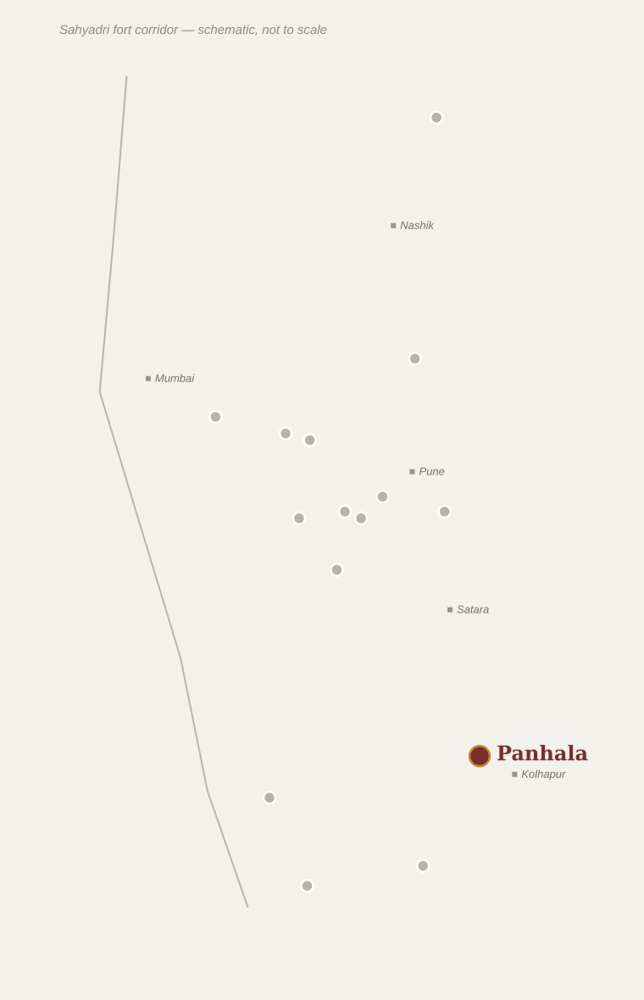 Sahyadri fort corridor — schematic, not to scale
Nashik
Mumbai
Pune
Satara
Panhala
Kolhapur